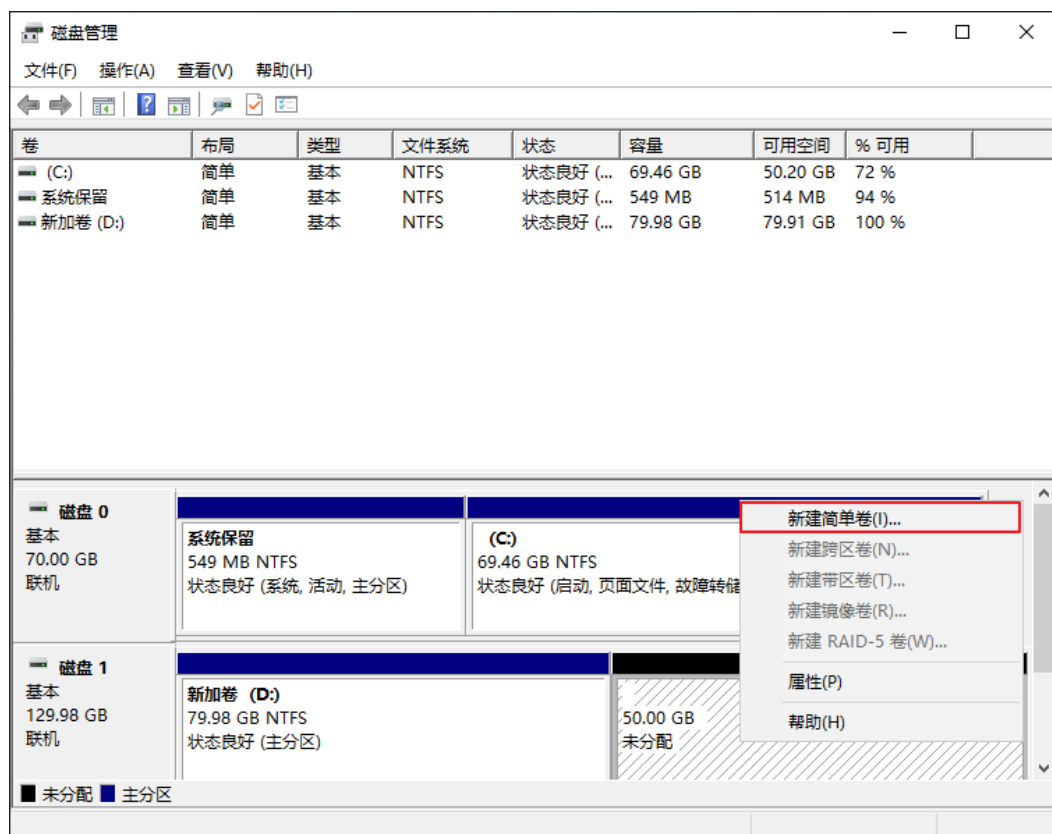 磁盘管理
文件(F) 操作(A) 查看(V) 帮助(H)
卷 布局 类型 文件系统 状态 容量 可用空间 % 可用
(C:) 简单 基本 NTFS 状态良好 (... 69.46 GB 50.20 GB 72 %
系统保留 简单 基本 NTFS 状态良好 (... 549 MB 514 MB 94 %
新加卷 (D:) 简单 基本 NTFS 状态良好 (... 79.98 GB 79.91 GB 100 %
磁盘 0
基本
70.00 GB
联机
系统保留
549 MB NTFS
状态良好 (系统, 活动, 主分区)
(C:)
69.46 GB NTFS
状态良好 (启动, 页面文件, 故障转储
新建简单卷(I)...
新建跨区卷(N)...
新建带区卷(T)...
新建镜像卷(R)...
新建 RAID-5 卷(W)...
属性(P)
帮助(H)
磁盘 1
基本
129.98 GB
联机
新加卷 (D:)
79.98 GB NTFS
状态良好 (主分区)
50.00 GB
未分配
未分配 主分区